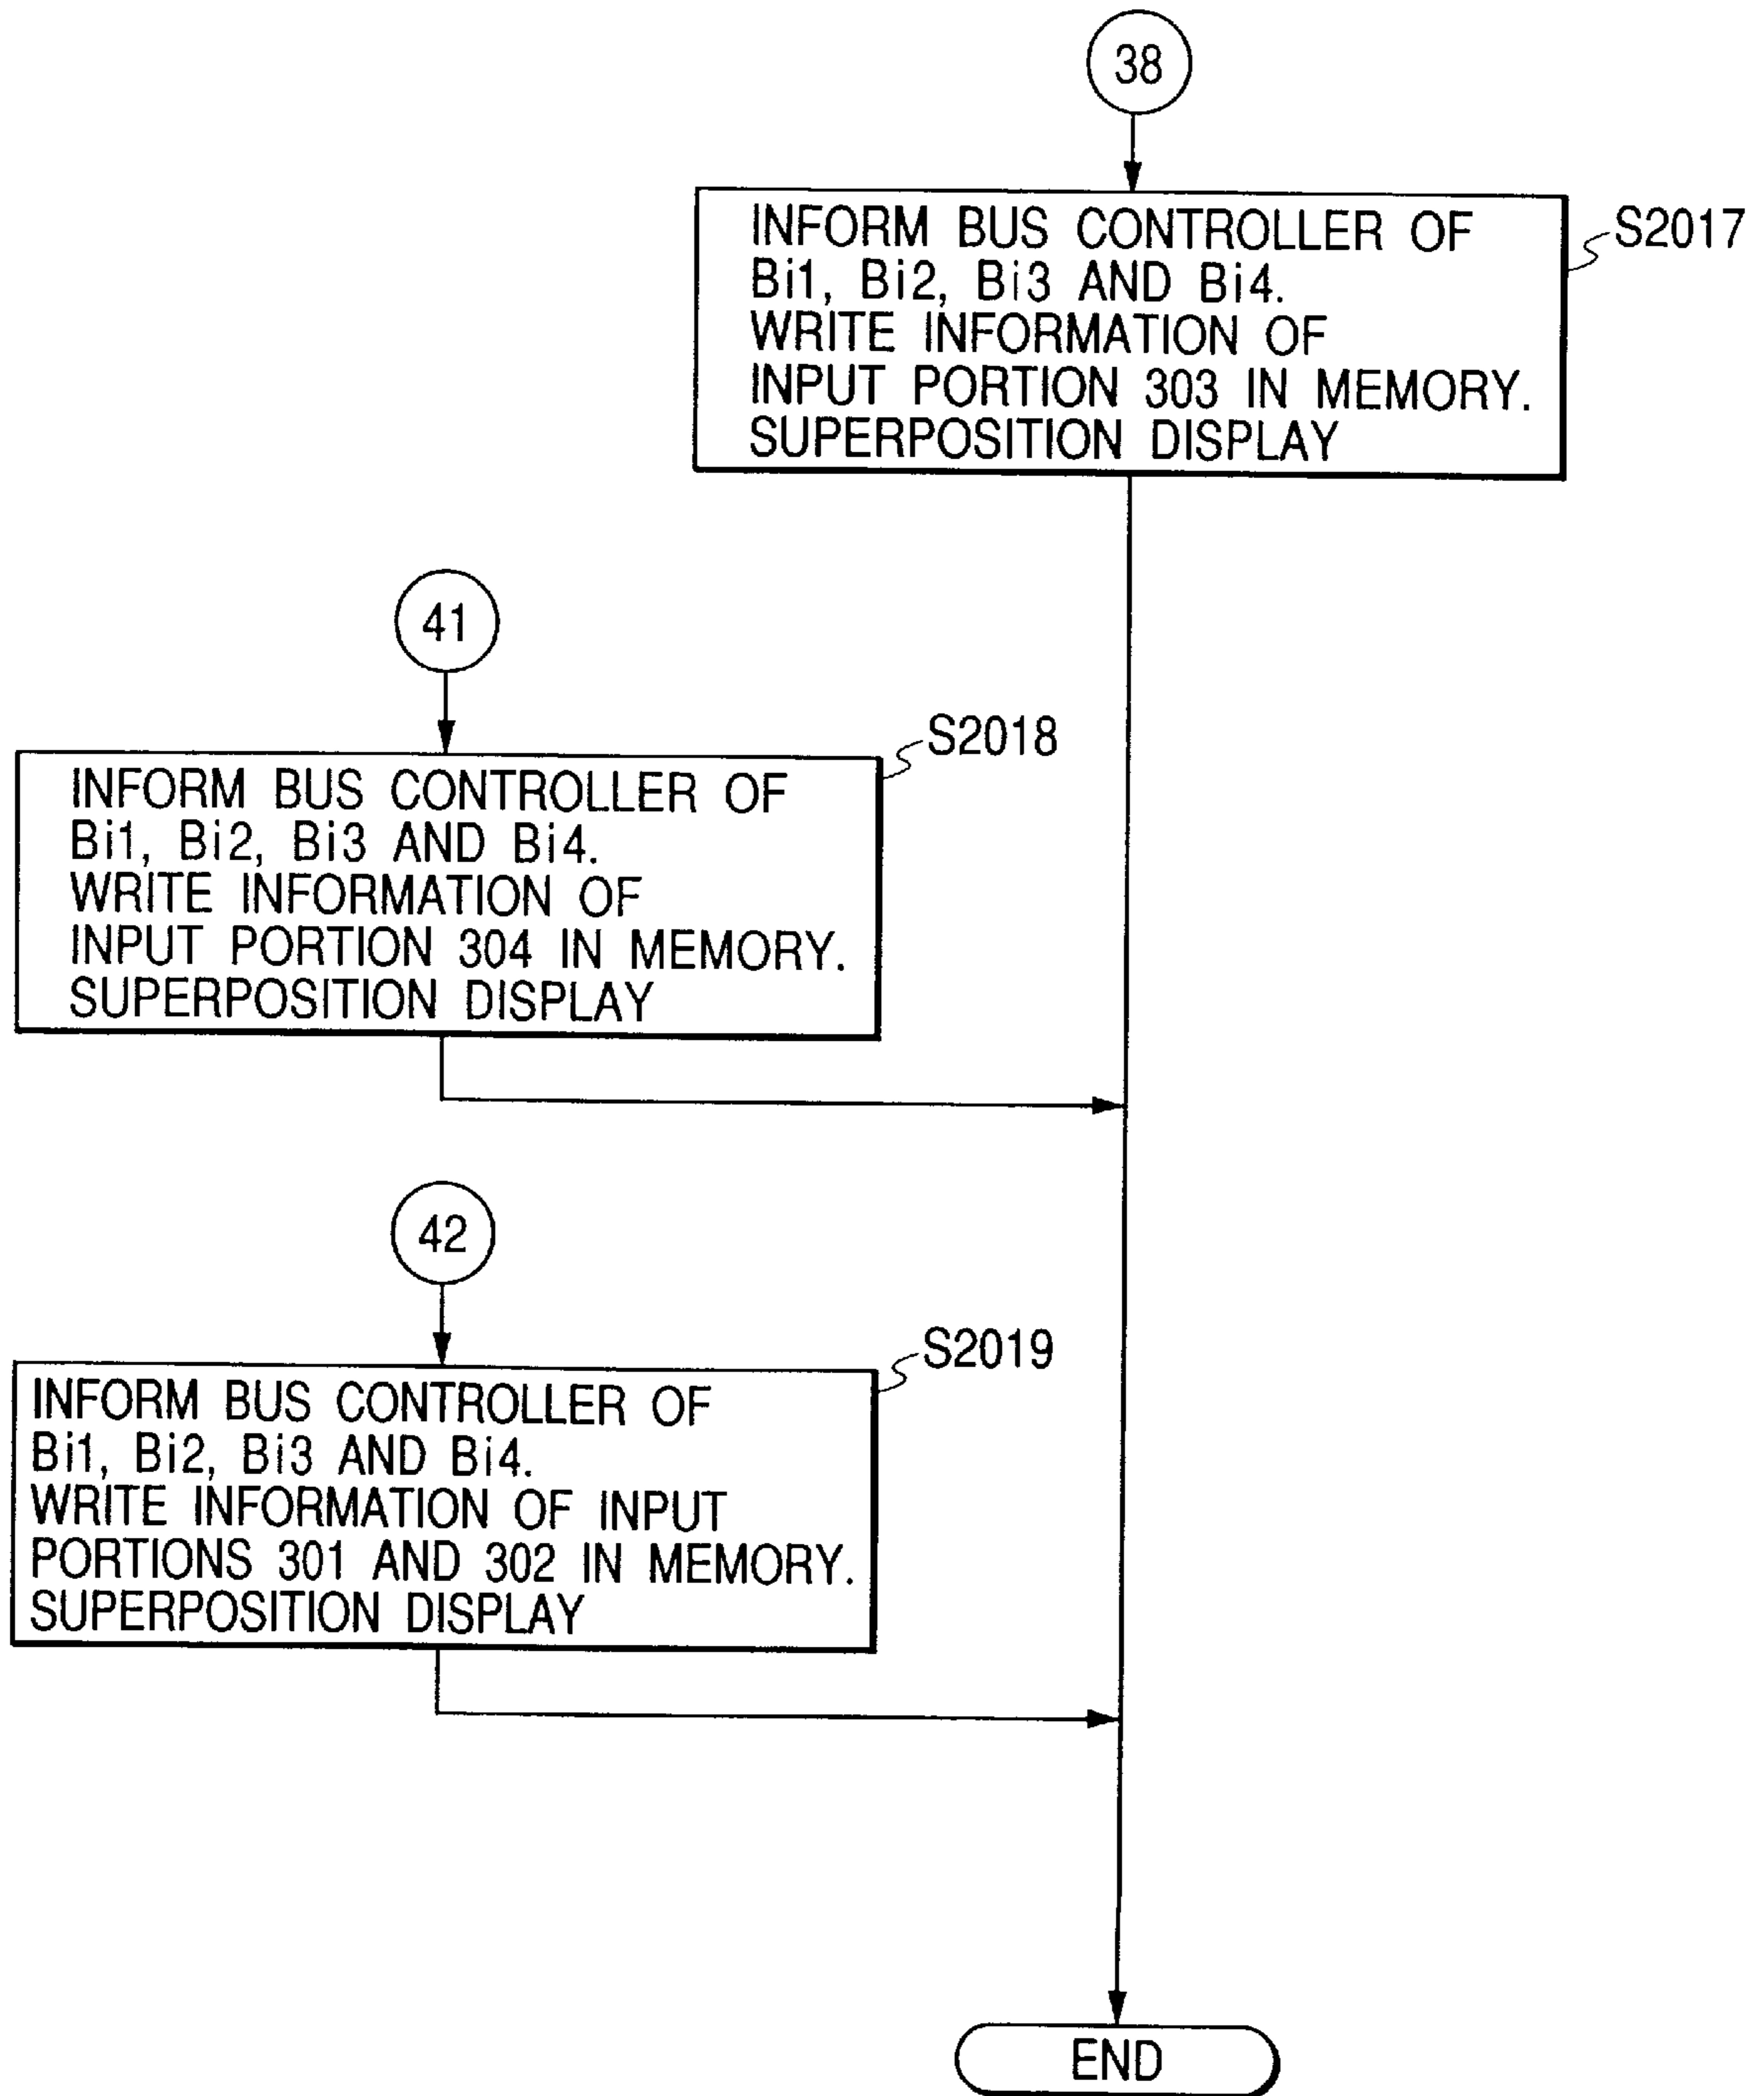 38
INFORM BUS CONTROLLER OF
Bi1, Bi2, Bi3 AND Bi4.
WRITE INFORMATION OF
INPUT PORTION 303 IN MEMORY.
SUPERPOSITION DISPLAY
S2017
41
S2018
INFORM BUS CONTROLLER OF
Bi1, Bi2, Bi3 AND Bi4.
WRITE INFORMATION OF
INPUT PORTION 304 IN MEMORY.
SUPERPOSITION DISPLAY
42
S2019
INFORM BUS CONTROLLER OF
Bi1, Bi2, Bi3 AND Bi4.
WRITE INFORMATION OF INPUT
PORTIONS 301 AND 302 IN MEMORY.
SUPERPOSITION DISPLAY
END